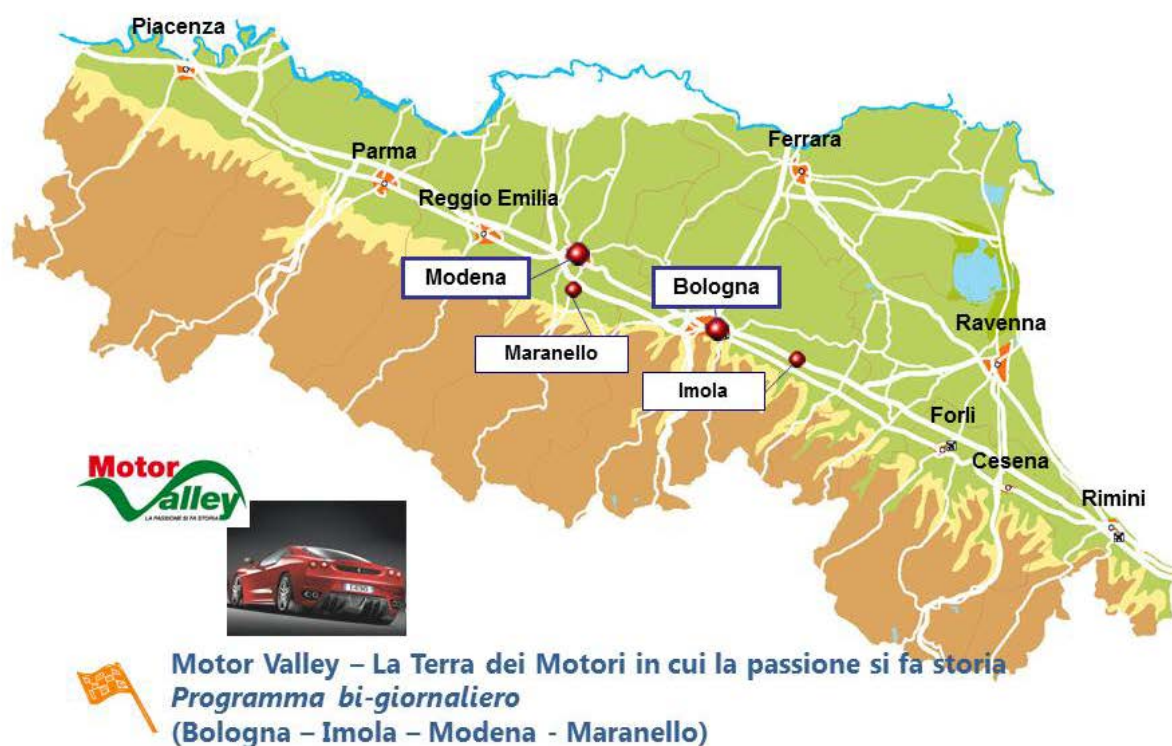 Piacenza
Parma
Ferrara
Reggio Emilia
Modena
Bologna
Ravenna
Maranello
Imola
Forlì
Cesena
Rimini
Motor
Valley
LA PASSIONE SI FA STORIA
Motor Valley – La Terra dei Motori in cui la passione si fa storia
Programma bi-giornaliero
(Bologna – Imola – Modena - Maranello)